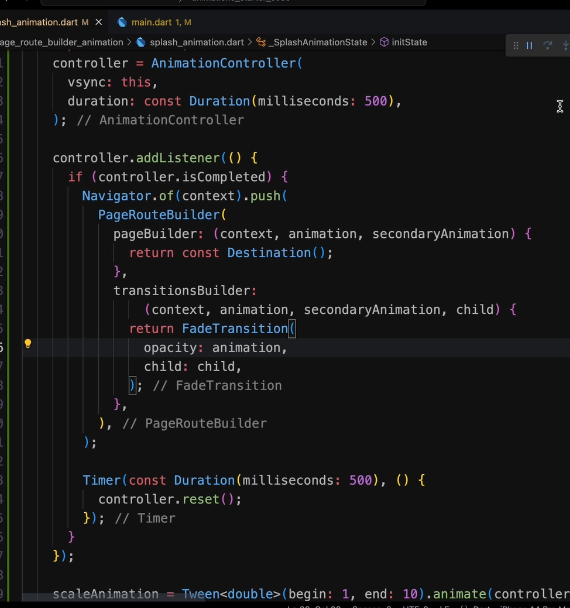 ash_animation.dart M × main.dart 1, M
age_route_builder_animation > splash_animation.dart > _SplashAnimationState > initState
controller = AnimationController(
vsync: this,
duration: const Duration(milliseconds: 500),
); // AnimationController
controller.addListener(() {
if (controller.isCompleted) {
Navigator.of(context).push(
PageRouteBuilder(
pageBuilder: (context, animation, secondaryAnimation) {
return const Destination();
},
transitionsBuilder:
(context, animation, secondaryAnimation, child) {
return FadeTransition(
opacity: animation,
child: child,
); // FadeTransition
},
), // PageRouteBuilder
);
Timer(const Duration(milliseconds: 500), () {
controller.reset();
}); // Timer
}
});
scaleAnimation = Tween<double>(begin: 1, end: 10).animate(controller